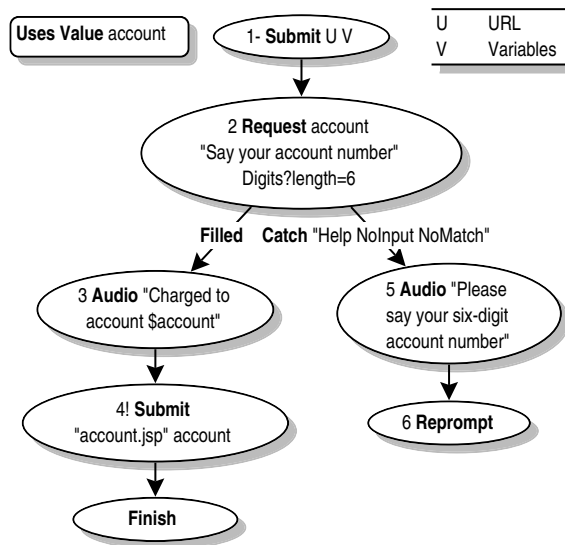 Uses Value account
1- Submit U V
U URL
V Variables
2 Request account
"Say your account number"
Digits?length=6
Filled
Catch "Help NoInput NoMatch"
3 Audio "Charged to
account $account"
5 Audio "Please
say your six-digit
account number"
4! Submit
"account.jsp" account
6 Reprompt
Finish